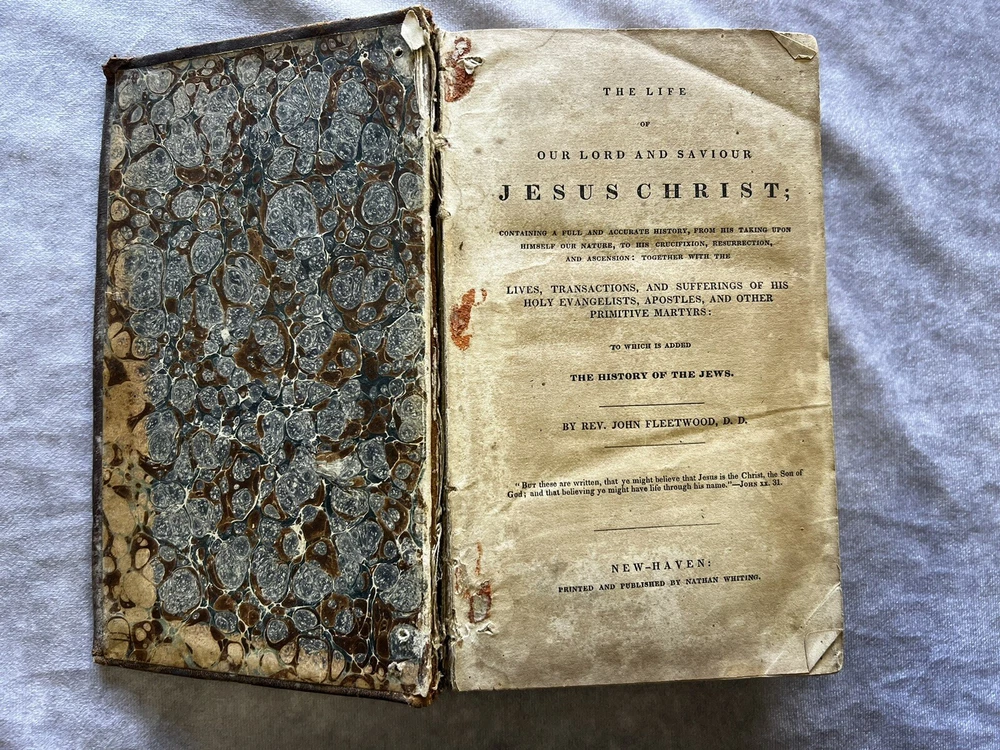 THE LIFE
OF
OUR LORD AND SAVIOUR
JESUS CHRIST;
CONTAINING A FULL AND ACCURATE HISTORY, FROM HIS TAKING UPON
HIMSELF OUR NATURE, TO HIS CRUCIFIXION, RESURRECTION,
AND ASCENSION: TOGETHER WITH THE
LIVES, TRANSACTIONS, AND SUFFERINGS OF HIS
HOLY EVANGELISTS, APOSTLES, AND OTHER
PRIMITIVE MARTYRS:
TO WHICH IS ADDED
THE HISTORY OF THE JEWS.
BY REV. JOHN FLEETWOOD, D. D.
"But these are written, that ye might believe that Jesus is the Christ, the Son of
God; and that believing ye might have life through his name."—JOHN xx. 31.
NEW-HAVEN:
PRINTED AND PUBLISHED BY NATHAN WHITING.